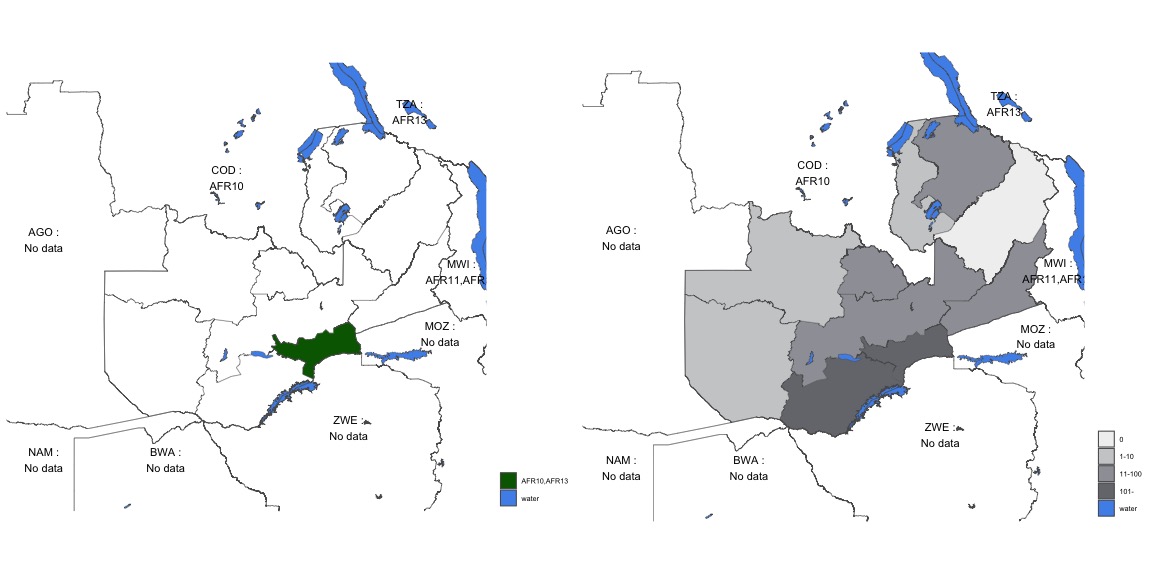 TZA :
AFR13
COD :
AFR10
AGO :
No data
MWI :
AFR11,AFR
MOZ :
No data
ZWE :
No data
NAM :
No data
BWA :
No data
AFR10,AFR13
water
TZA :
AFR13
COD :
AFR10
AGO :
No data
MWI :
AFR11,AFR
MOZ :
No data
ZWE :
No data
NAM :
No data
BWA :
No data
0
1-10
11-100
101-
water